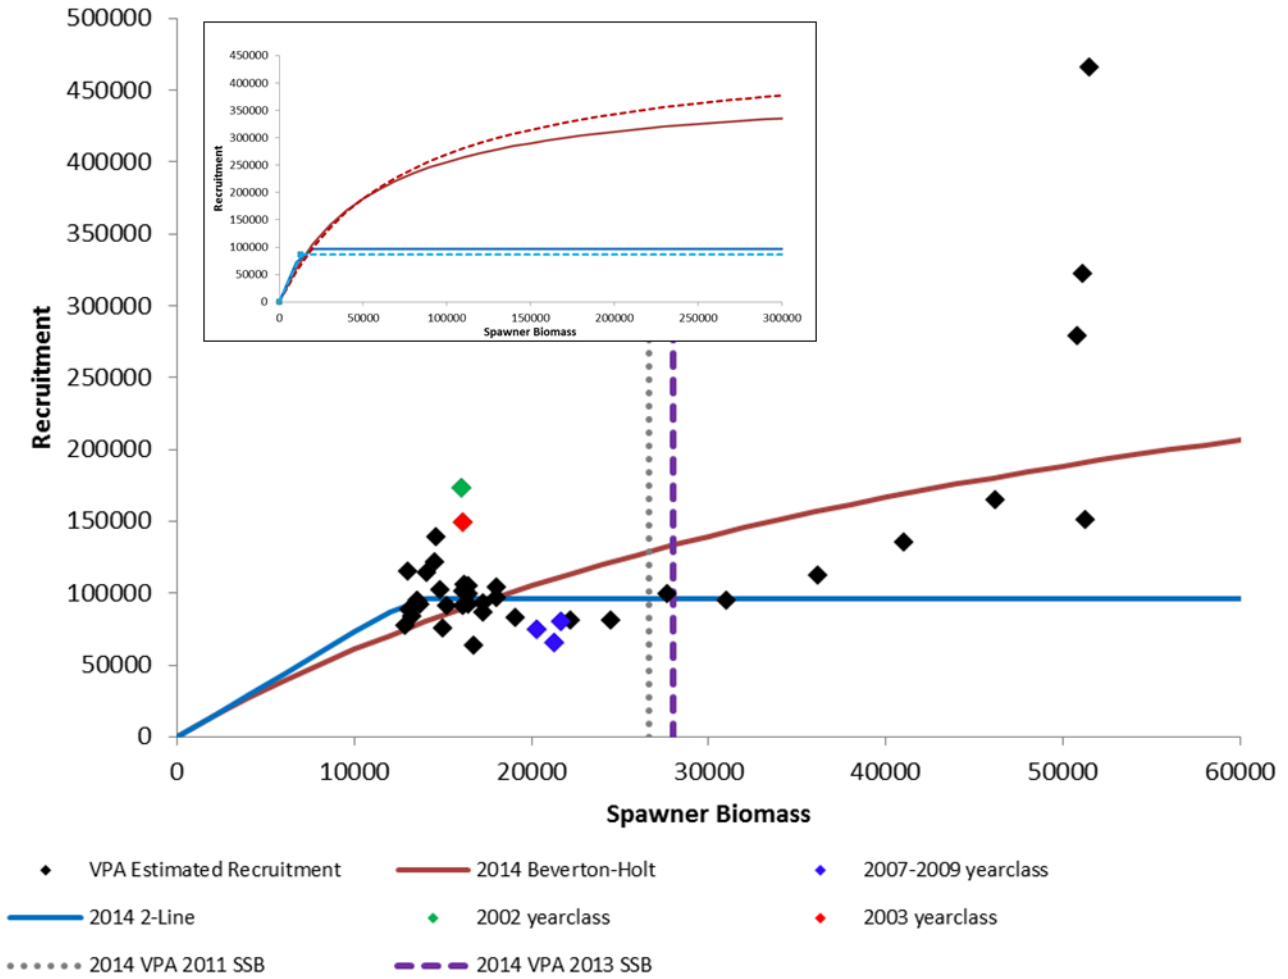 500000
450000
400000
350000
300000
250000
200000
150000
100000
50000
0
Recruitment
450000
400000
350000
300000
250000
200000
150000
100000
50000
0
Recruitment
0 50000 100000 150000 200000 250000 300000
Spawner Biomass
0 10000 20000 30000 40000 50000 60000
Spawner Biomass
VPA Estimated Recruitment 2014 Beverton-Holt 2007-2009 yearclass
2014 2-Line 2002 yearclass 2003 yearclass
2014 VPA 2011 SSB 2014 VPA 2013 SSB